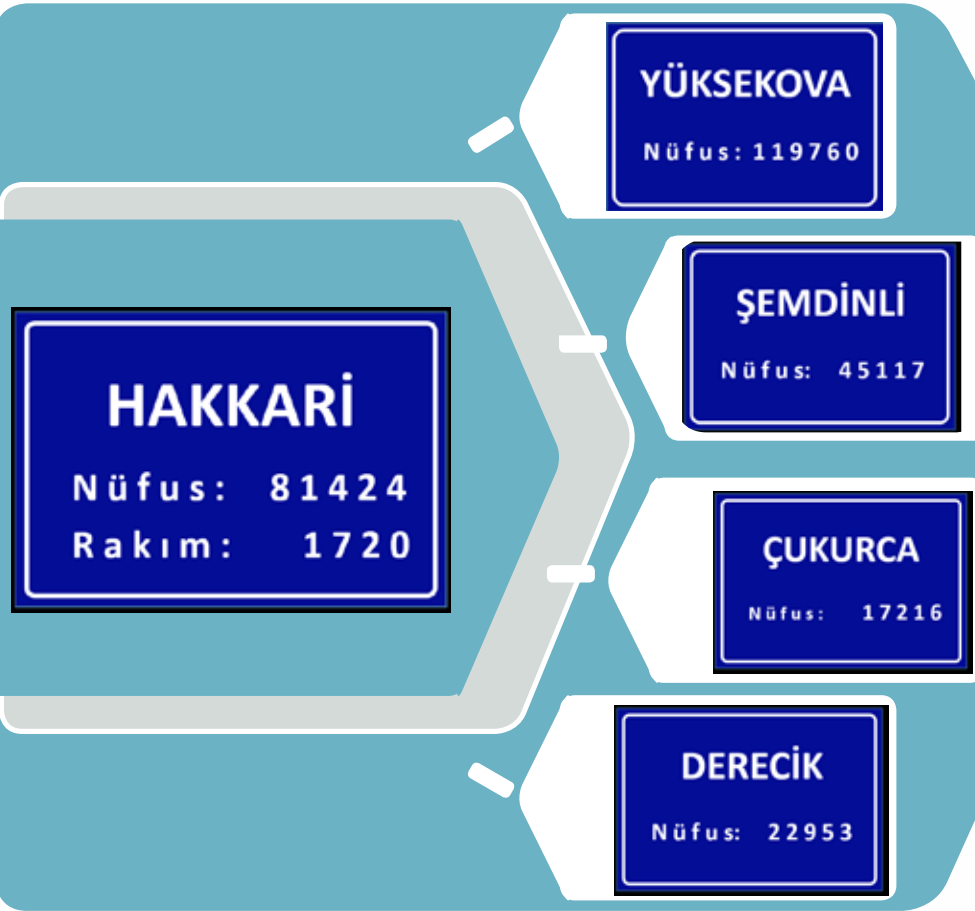 YÜKSEKOVA
Nüfus: 119760
ŞEMDİNLİ
Nüfus: 45117
HAKKARİ
Nüfus: 81424
Rakım: 1720
ÇUKURCA
Nüfus: 17216
DERECİK
Nüfus: 22953